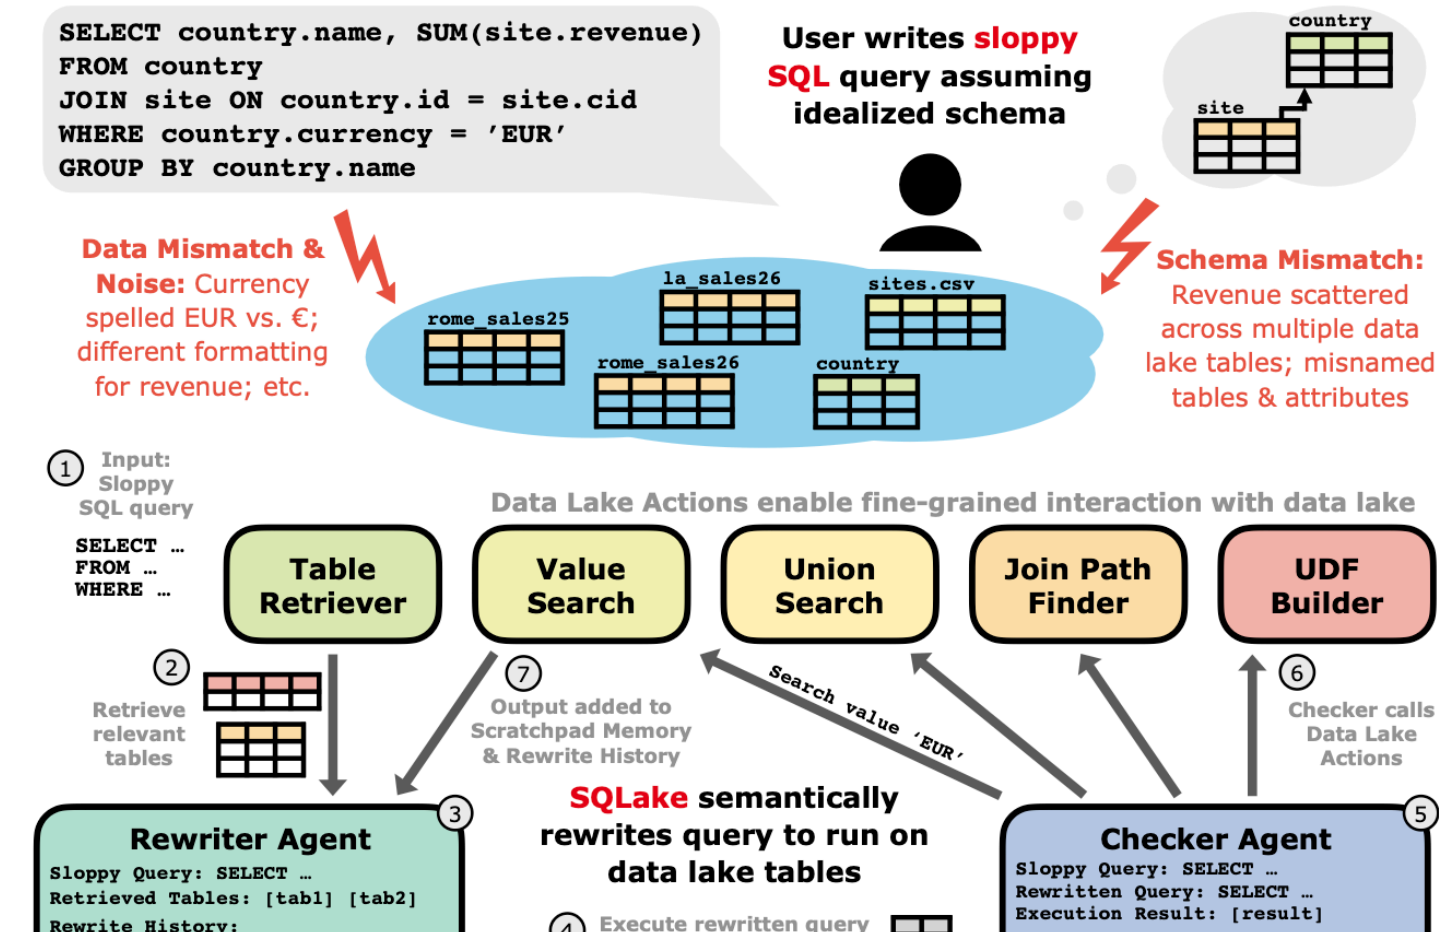 SELECT country.name, SUM(site.revenue)
FROM country
JOIN site ON country.id = site.cid
WHERE country.currency = ’EUR’
GROUP BY country.name
User writes sloppy
SQL query assuming
idealized schema
country
site
Data Mismatch &
Noise: Currency
spelled EUR vs. €;
different formatting
for revenue; etc.
rome_sales25
la_sales26
sites.csv
rome_sales26
country
Schema Mismatch:
Revenue scattered
across multiple data
lake tables; misnamed
tables & attributes
1
Input:
Sloppy
SQL query
SELECT …
FROM …
WHERE …
Data Lake Actions enable fine-grained interaction with data lake
Table
Retriever
Value
Search
Union
Search
Join Path
Finder
UDF
Builder
2
Retrieve
relevant
tables
7
Output added to
Scratchpad Memory
& Rewrite History
Search value ‘EUR’
6
Checker calls
Data Lake
Actions
SQLake semantically
rewrites query to run on
data lake tables
3
Rewriter Agent
Sloppy Query: SELECT …
Retrieved Tables: [tab1] [tab2]
Rewrite History:
4
Execute rewritten query
5
Checker Agent
Sloppy Query: SELECT …
Rewritten Query: SELECT …
Execution Result: [result]